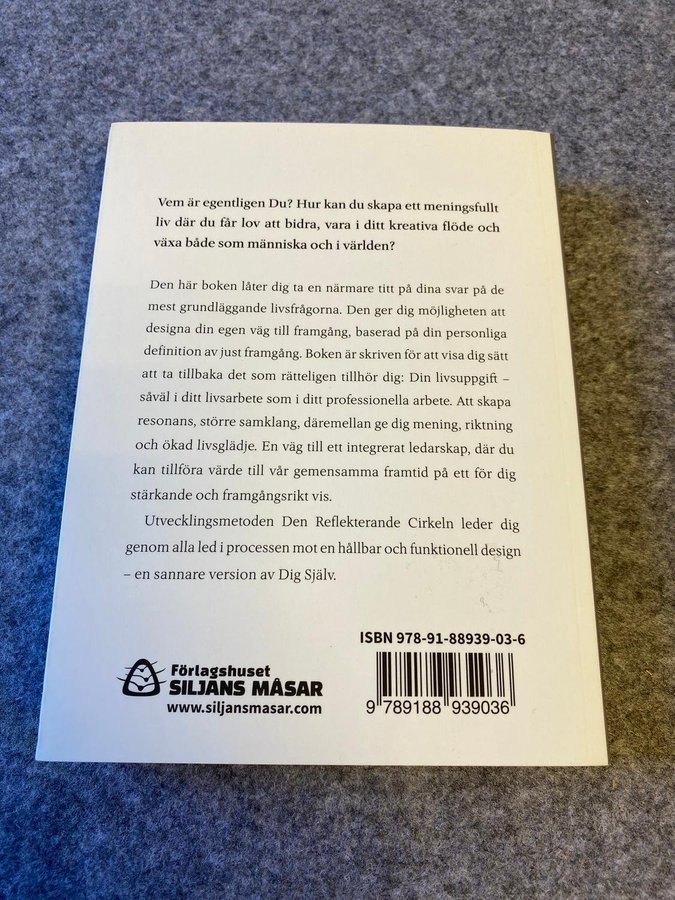 Vem är egentligen Du? Hur kan du skapa ett meningsfullt
liv där du får lov att bidra, vara i ditt kreativa flöde och
växa både som människa och i världen?
Den här boken låter dig ta en närmare titt på dina svar på de
mest grundläggande livsfrågorna. Den ger dig möjligheten att
designa din egen väg till framgång, baserad på din personliga
definition av just framgång. Boken är skriven för att visa dig sätt
att ta tillbaka det som rätteligen tillhör dig: Din livsuppgift –
såväl i ditt livsarbete som i ditt professionella arbete. Att skapa
resonans, större samklang, däremellan ge dig mening, riktning
och ökad livsglädje. En väg till ett integrerat ledarskap, där du
kan tillföra värde till vår gemensamma framtid på ett för dig
stärkande och framgångsrikt vis.
Utvecklingsmetoden Den Reflekterande Cirkeln leder dig
genom alla led i processen mot en hållbar och funktionell design
– en sannare version av Dig Själv.
ISBN 978-91-88939-03-6
Förlagshuset
SILJANS MÅSAR
www.siljansmasar.com
9 789188 939036